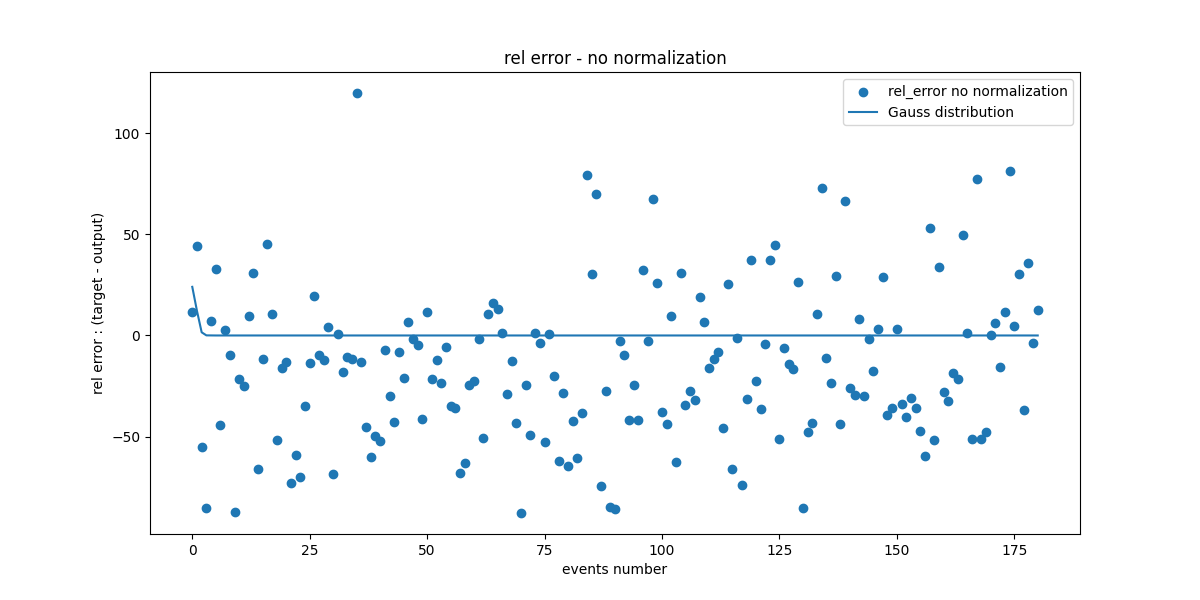 rel error - no normalization
rel_error no normalization
Gauss distribution
rel error : (target - output)
100
50
0
−50
0
25
50
75
100
125
150
175
events number